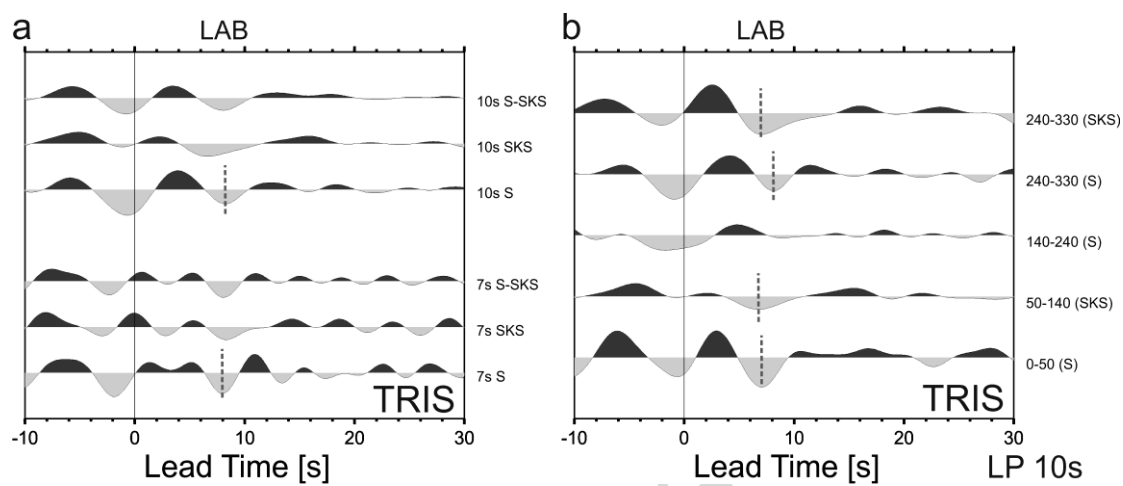 a
LAB
10s S-SKS
10s SKS
10s S
7s S-SKS
7s SKS
7s S
TRIS
-10 0 10 20 30
Lead Time [s]
b
LAB
240-330 (SKS)
240-330 (S)
140-240 (S)
50-140 (SKS)
0-50 (S)
TRIS
-10 0 10 20 30
Lead Time [s]
LP 10s